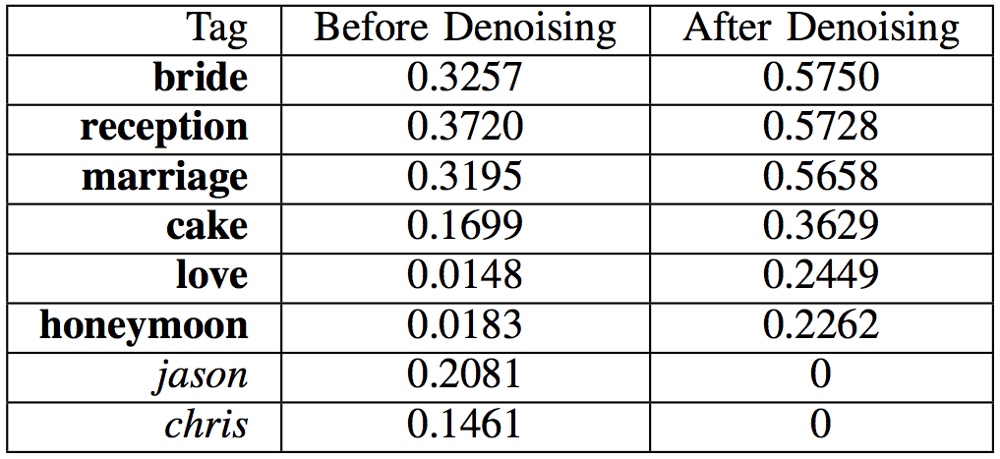 Tag Before Denoising After Denoising
bride 0.3257 0.5750
reception 0.3720 0.5728
marriage 0.3195 0.5658
cake 0.1699 0.3629
love 0.0148 0.2449
honeymoon 0.0183 0.2262
jason 0.2081 0
chris 0.1461 0